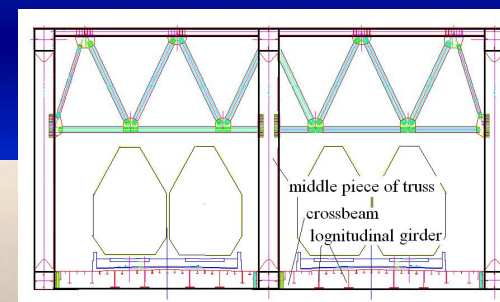 middle piece of truss
crossbeam
lognitudinal girder